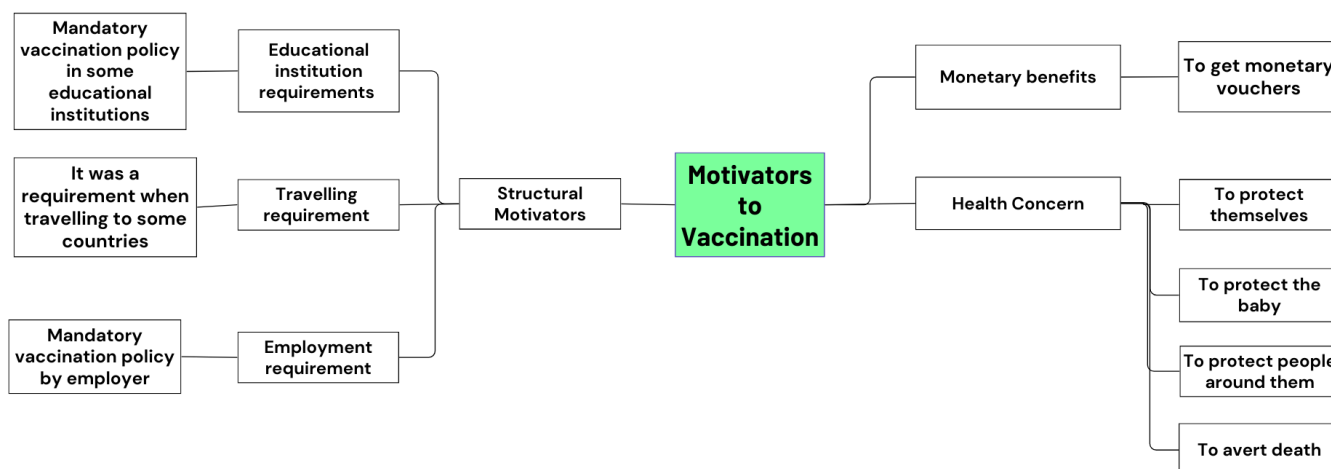 Mandatory
vaccination policy
in some
educational
institutions
Educational
institution
requirements
It was a
requirement when
travelling to some
countries
Travelling
requirement
Mandatory
vaccination policy
by employer
Employment
requirement
Structural
Motivators
Motivators
to
Vaccination
Monetary benefits
To get monetary
vouchers
Health Concern
To protect
themselves
To protect the
baby
To protect people
around them
To avert death